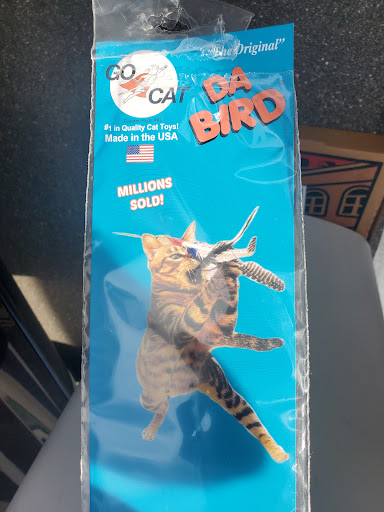 "The Original"
GO
CAT
DA
BIRD
#1 in Quality Cat Toys!
Made in the USA
MILLIONS
SOLD!